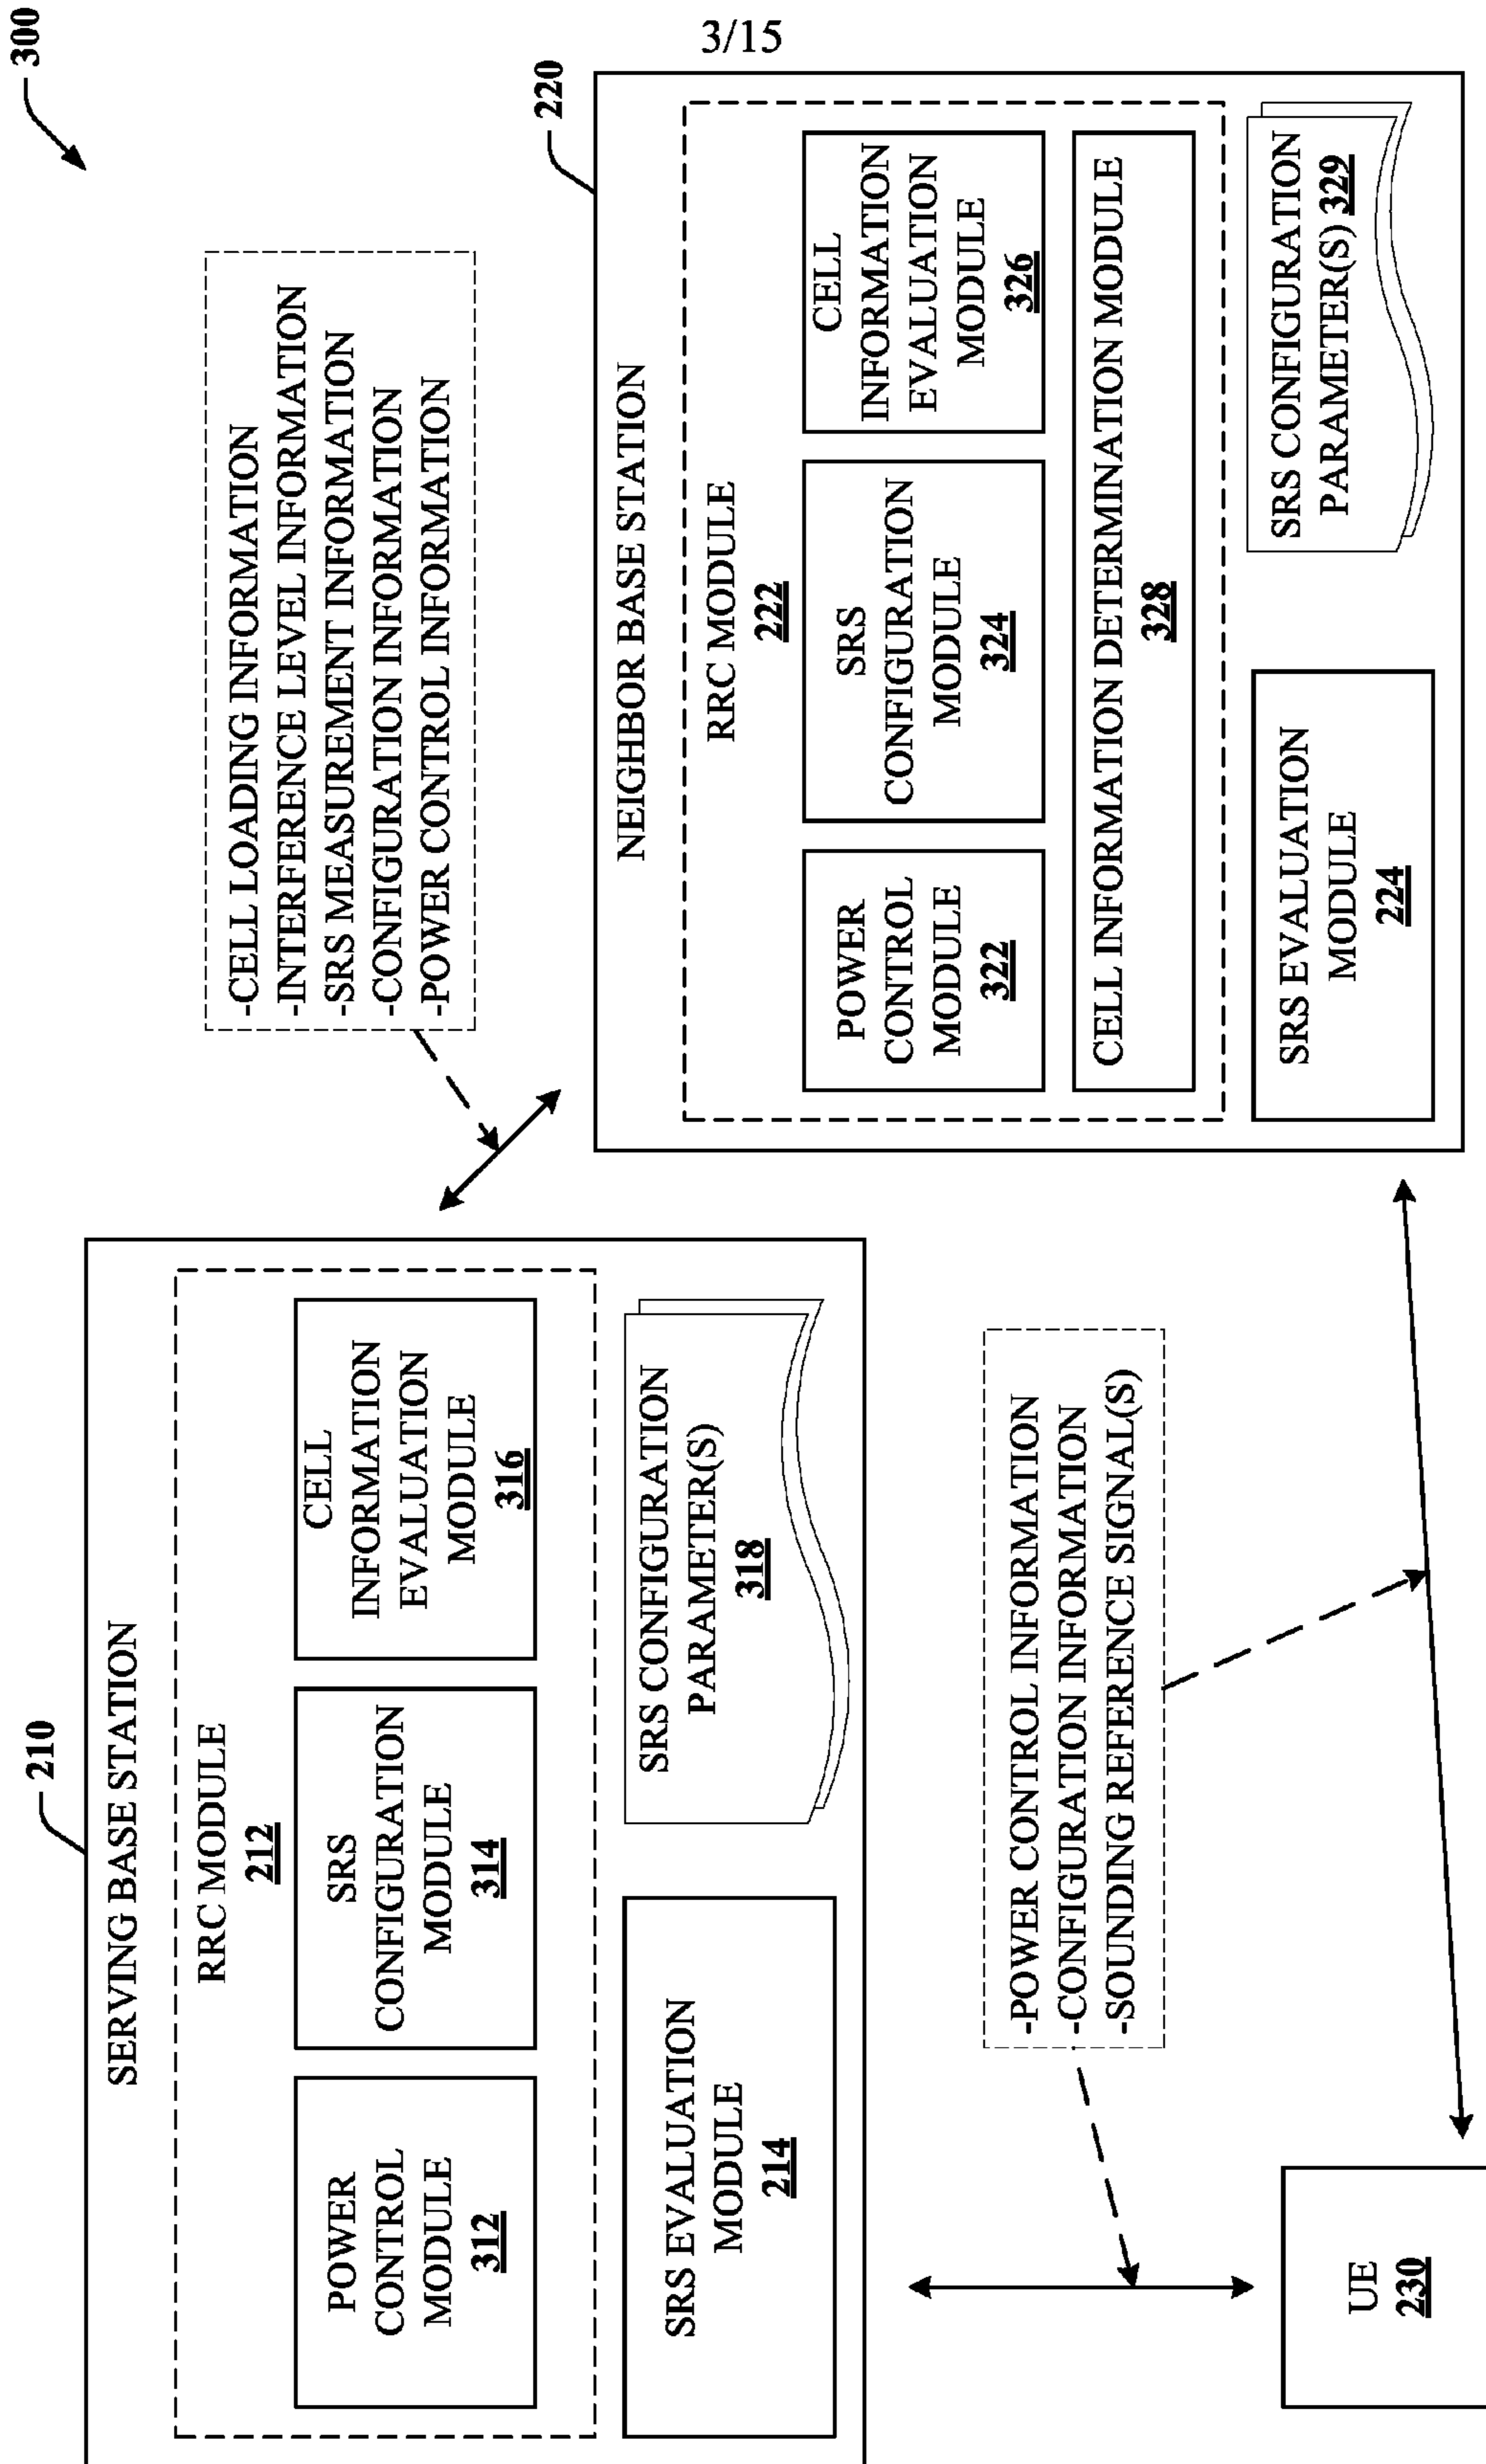 3/15
300
210
SERVING BASE STATION
RRC MODULE
212
POWER
CONTROL
MODULE
312
SRS
CONFIGURATION
MODULE
314
CELL
INFORMATION
EVALUATION
MODULE
316
SRS EVALUATION
MODULE
214
SRS CONFIGURATION
PARAMETER(S)
318
-CELL LOADING INFORMATION
-INTERFERENCE LEVEL INFORMATION
-SRS MEASUREMENT INFORMATION
-CONFIGURATION INFORMATION
-POWER CONTROL INFORMATION
220
NEIGHBOR BASE STATION
RRC MODULE
222
POWER
CONTROL
MODULE
322
SRS
CONFIGURATION
MODULE
324
CELL
INFORMATION
EVALUATION
MODULE
326
CELL INFORMATION DETERMINATION MODULE
328
SRS EVALUATION
MODULE
224
SRS CONFIGURATION
PARAMETER(S) 329
-POWER CONTROL INFORMATION
-CONFIGURATION INFORMATION
-SOUNDING REFERENCE SIGNAL(S)
UE
230